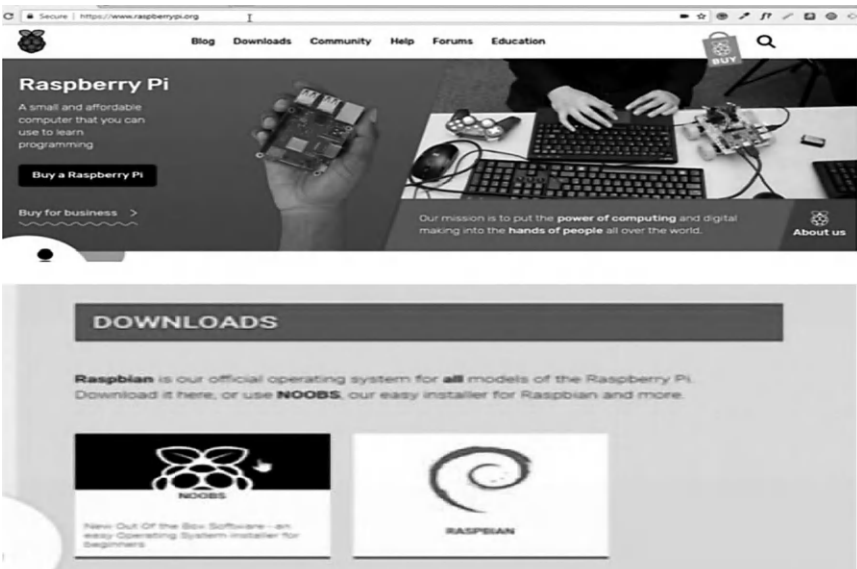 Secure | https://www.raspberrypi.org
Blog Downloads Community Help Forums Education
BUY
Raspberry Pi
A small and affordable
computer that you can
use to learn
programming
Buy a Raspberry Pi
Buy for business >
Our mission is to put the power of computing and digital
making into the hands of people all over the world.
About us
DOWNLOADS
Raspbian is our official operating system for all models of the Raspberry Pi.
Download it here, or use NOOBS, our easy installer for Raspbian and more.
NOOBS
New Out Of the Box Software - an
easy Operating System installer for
beginners
RASPBIAN